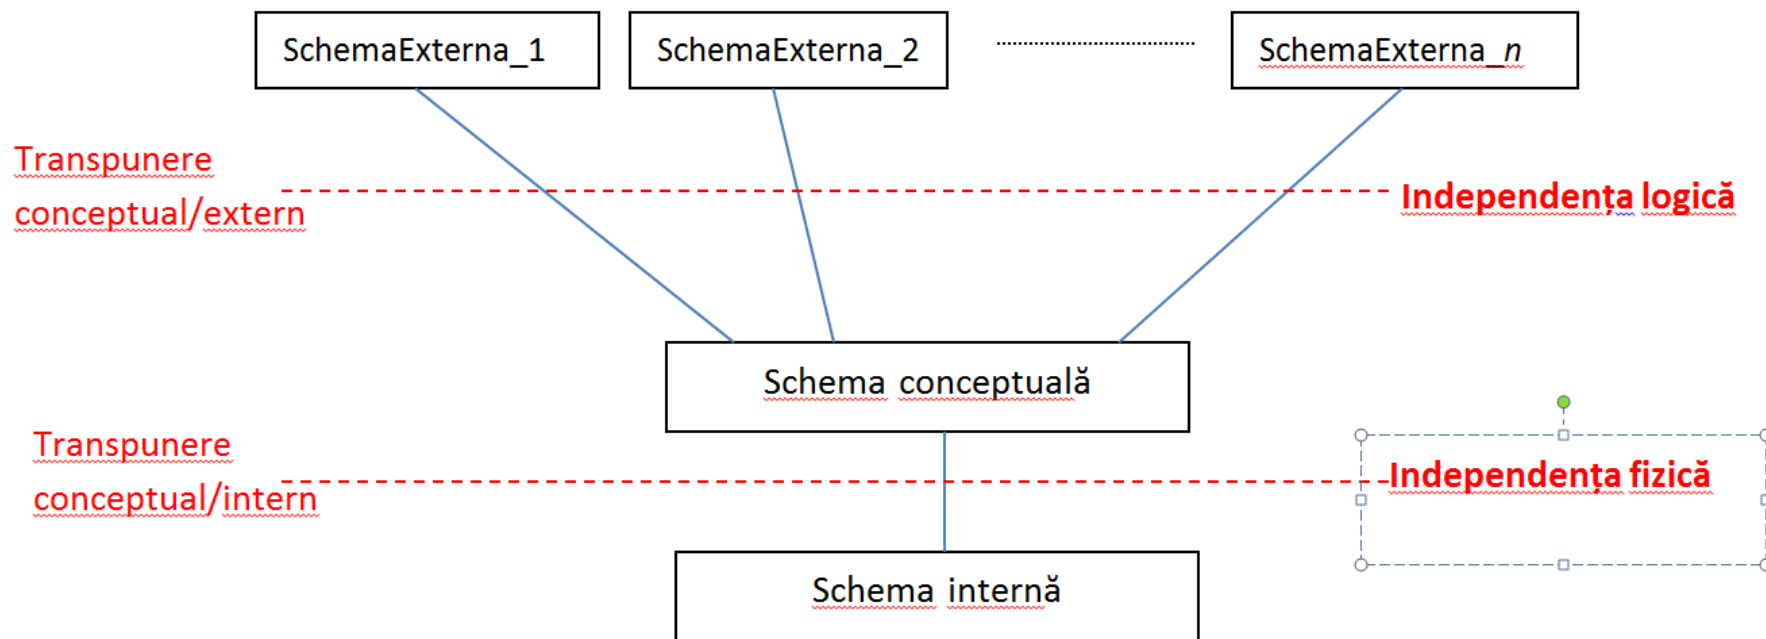 SchemaExterna_1
SchemaExterna_2
SchemaExterna_n
Transpunere
conceptual/extern
Independența logică
Schema conceptuală
Transpunere
conceptual/intern
Independența fizică
Schema internă